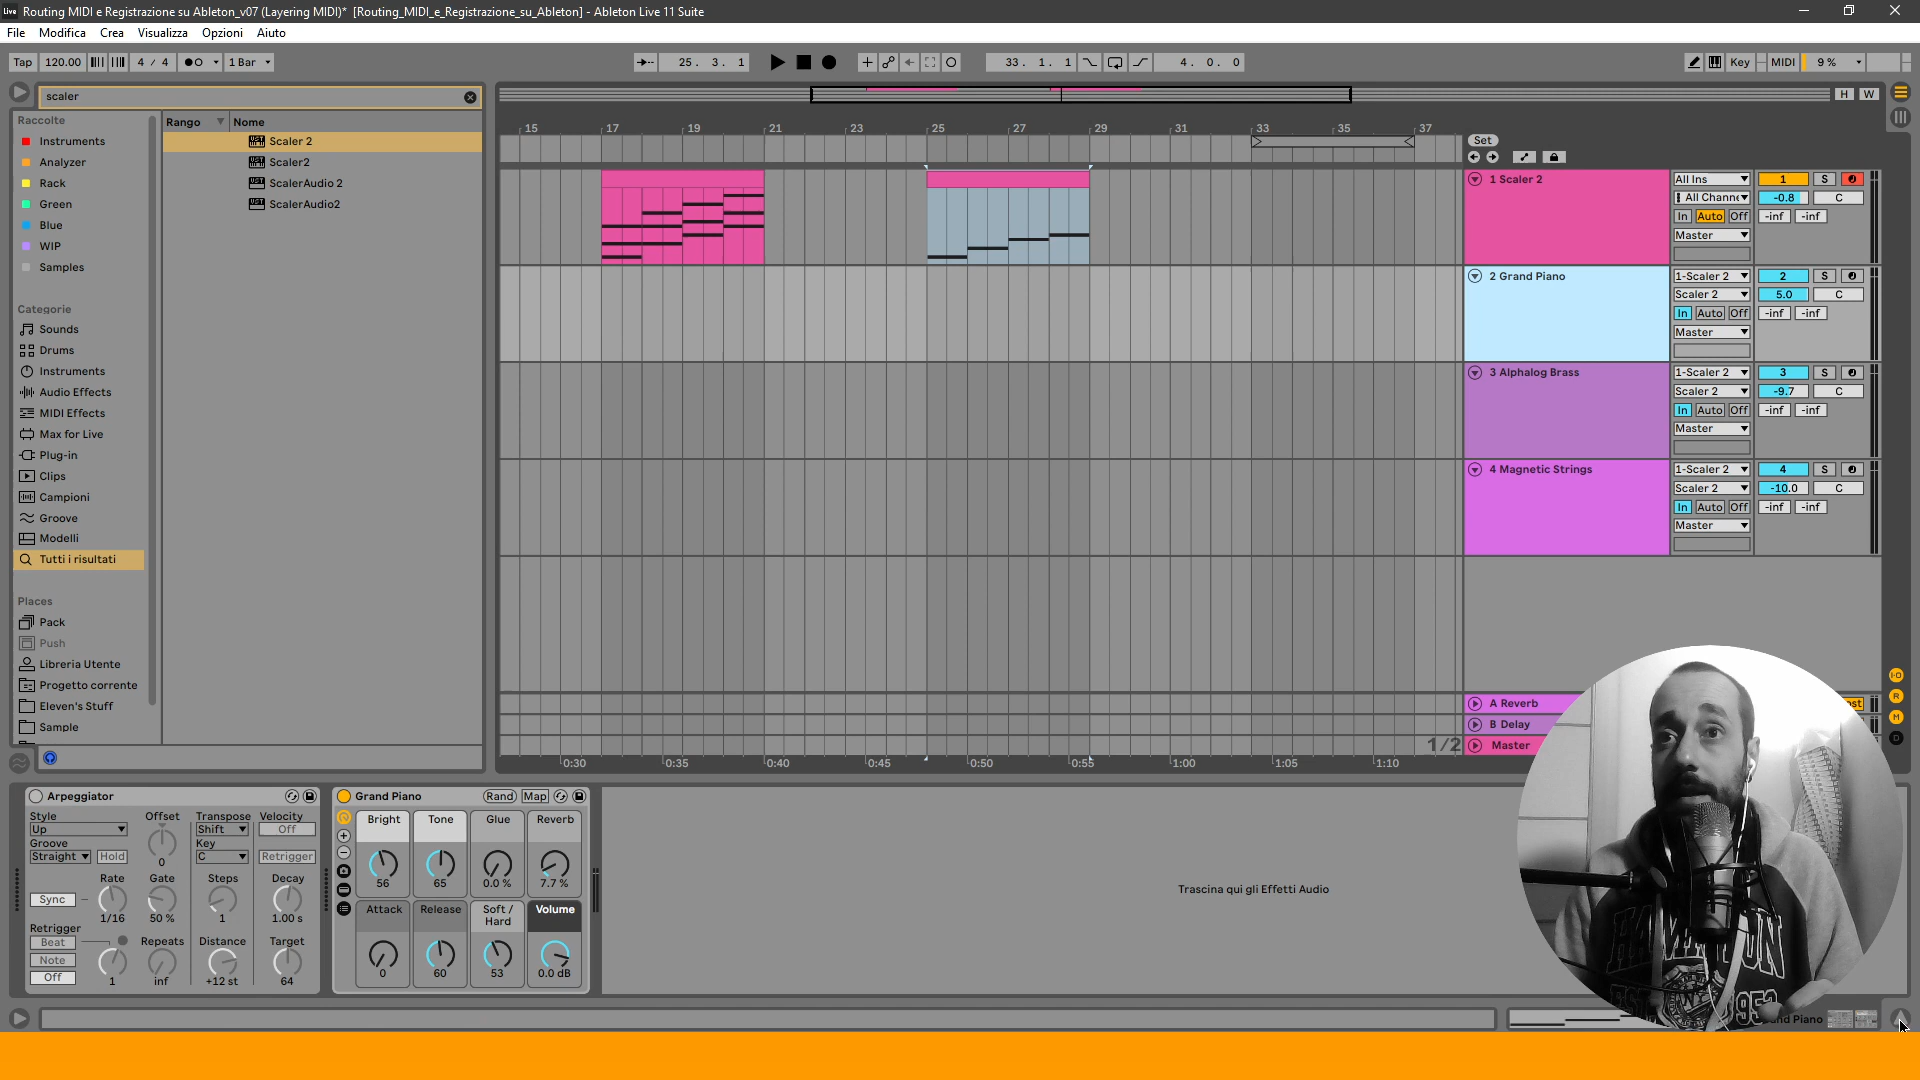 Live Routing MIDI e Registrazione su Ableton_v07 (Layering MIDI)* [Routing_MIDI_e_Registrazione_su_Ableton] - Ableton Live 11 Suite
File Modifica Crea Visualizza Opzioni Aiuto
Tap 120.00 4 / 4 1 Bar 25. 3. 1 33. 1. 1 4. 0. 0 Key MIDI 9 %
scaler
H W
Raccolte
Instruments
Analyzer
Rack
Green
Blue
WIP
Samples
Categorie
Sounds
Drums
Instruments
Audio Effects
MIDI Effects
Max for Live
Plug-in
Clips
Campioni
Groove
Modelli
Tutti i risultati
Places
Pack
Push
Libreria Utente
Progetto corrente
Eleven's Stuff
Sample
Rango Nome
Scaler 2
Scaler2
ScalerAudio 2
ScalerAudio2
15 17 19 21 23 25 27 29 31 33 35 37
Set
1 Scaler 2 All Ins 1 S
All Channe -0.8 C
In Auto Off -inf -inf
Master
2 Grand Piano 1-Scaler 2 2 S
Scaler 2 5.0 C
In Auto Off -inf -inf
Master
3 Alphalog Brass 1-Scaler 2 3 S
Scaler 2 -9.7 C
In Auto Off -inf -inf
Master
4 Magnetic Strings 1-Scaler 2 4 S
Scaler 2 -10.0 C
In Auto Off -inf -inf
Master
I·O
R
M
D
A Reverb
B Delay
1/2 Master
0:30 0:35 0:40 0:45 0:50 0:55 1:00 1:05 1:10
Arpeggiator
Style
Up
Groove
Straight Hold
Offset
0
Transpose
Shift
Key
C
Velocity
Off
Retrigger
Rate Gate Steps Decay
Sync 1/16 50 % 1 1.00 s
Retrigger
Beat
Note
Off
Repeats Distance Target
1 inf +12 st 64
Grand Piano Rand Map
Bright Tone Glue Reverb
56 65 0.0 % 7.7 %
Attack Release Soft / Hard Volume
0 60 53 0.0 dB
Trascina qui gli Effetti Audio